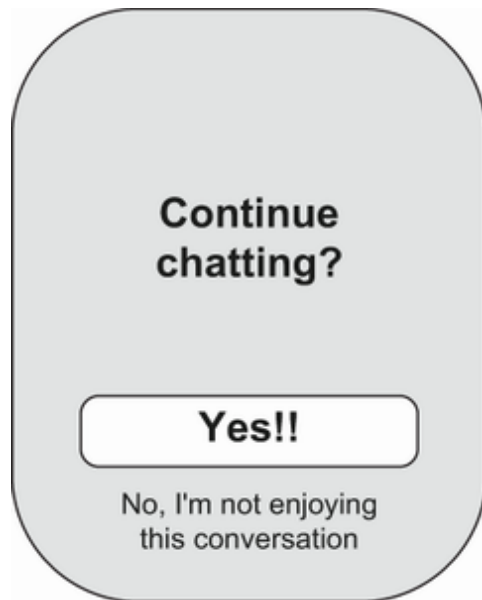 Continue
chatting?
Yes!!
No, I'm not enjoying
this conversation